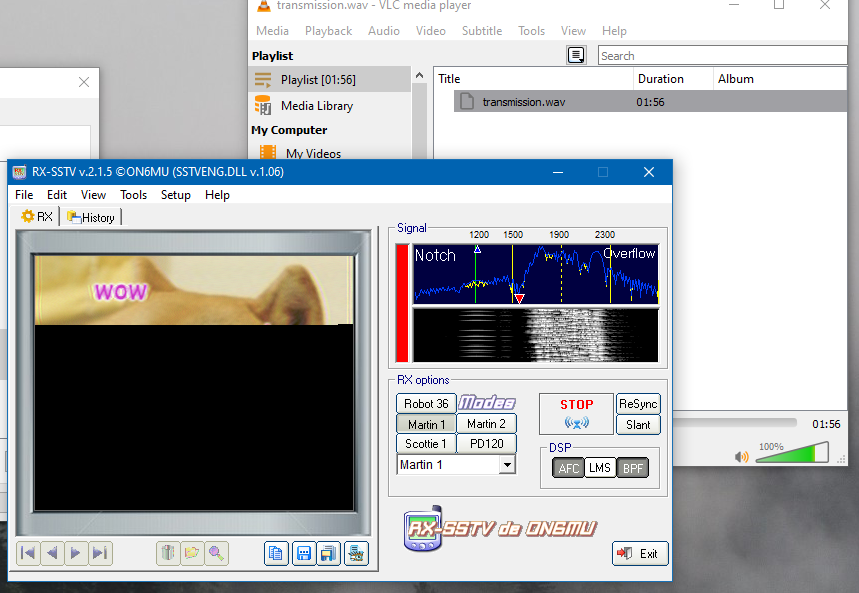 transmission.wav - VLC media player
Media Playback Audio Video Subtitle Tools View Help
Playlist
Search
Playlist [01:56]
Title Duration Album
transmission.wav 01:56
Media Library
My Computer
My Videos
RX-SSTV v.2.1.5 ©ON6MU (SSTVENG.DLL v.1.06)
File Edit View Tools Setup Help
RX History
wow
Signal
1200 1500 1900 2300
Notch Overflow
RX options
Robot 36 Modes
Martin 1 Martin 2
Scottie 1 PD120
Martin 1
STOP
ReSync
Slant
DSP
AFC LMS BPF
RX-SSTV de ON6MU
Exit
01:56
100%